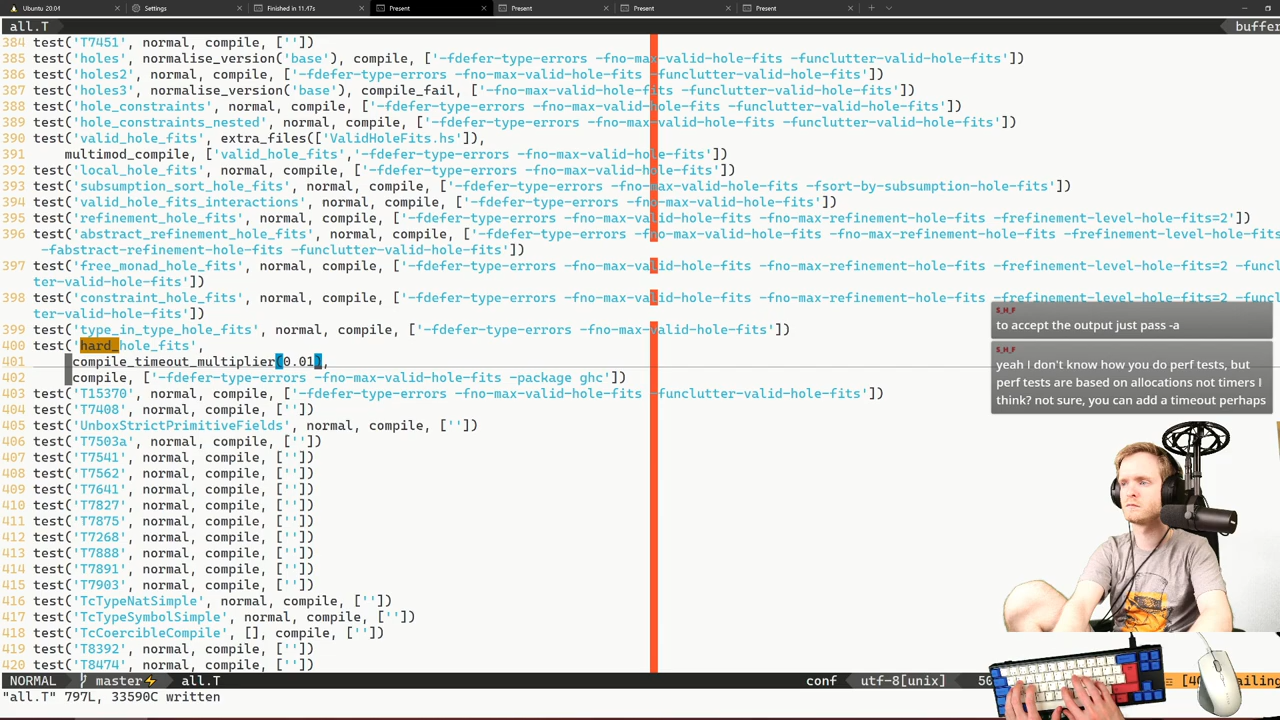 Ubuntu 20.04
Settings
Finished in 11.47s
Present
Present
Present
Present
all.T
buffer
384 test('T7451', normal, compile, [''])
385 test('holes', normalise_version('base'), compile, ['-fdefer-type-errors -fno-max-valid-hole-fits -funclutter-valid-hole-fits'])
386 test('holes2', normal, compile, ['-fdefer-type-errors -fno-max-valid-hole-fits -funclutter-valid-hole-fits'])
387 test('holes3', normalise_version('base'), compile_fail, ['-fno-max-valid-hole-fits -funclutter-valid-hole-fits'])
388 test('hole_constraints', normal, compile, ['-fdefer-type-errors -fno-max-valid-hole-fits -funclutter-valid-hole-fits'])
389 test('hole_constraints_nested', normal, compile, ['-fdefer-type-errors -fno-max-valid-hole-fits -funclutter-valid-hole-fits'])
390 test('valid_hole_fits', extra_files(['ValidHoleFits.hs']),
391 multimod_compile, ['valid_hole_fits','-fdefer-type-errors -fno-max-valid-hole-fits'])
392 test('local_hole_fits', normal, compile, ['-fdefer-type-errors -fno-max-valid-hole-fits'])
393 test('subsumption_sort_hole_fits', normal, compile, ['-fdefer-type-errors -fno-max-valid-hole-fits -fsort-by-subsumption-hole-fits'])
394 test('valid_hole_fits_interactions', normal, compile, ['-fdefer-type-errors -fno-max-valid-hole-fits'])
395 test('refinement_hole_fits', normal, compile, ['-fdefer-type-errors -fno-max-valid-hole-fits -fno-max-refinement-hole-fits -frefinement-level-hole-fits=2'])
396 test('abstract_refinement_hole_fits', normal, compile, ['-fdefer-type-errors -fno-max-valid-hole-fits -fno-max-refinement-hole-fits -frefinement-level-hole-fits
-fabstract-refinement-hole-fits -funclutter-valid-hole-fits'])
397 test('free_monad_hole_fits', normal, compile, ['-fdefer-type-errors -fno-max-valid-hole-fits -fno-max-refinement-hole-fits -frefinement-level-hole-fits=2 -funcl
ter-valid-hole-fits'])
398 test('constraint_hole_fits', normal, compile, ['-fdefer-type-errors -fno-max-valid-hole-fits -fno-max-refinement-hole-fits -frefinement-level-hole-fits=2 -funcl
ter-valid-hole-fits'])
399 test('type_in_type_hole_fits', normal, compile, ['-fdefer-type-errors -fno-max-valid-hole-fits'])
400 test('hard_hole_fits',
401 compile_timeout_multiplier(0.01),
402 compile, ['-fdefer-type-errors -fno-max-valid-hole-fits -package ghc'])
403 test('T15370', normal, compile, ['-fdefer-type-errors -fno-max-valid-hole-fits -funclutter-valid-hole-fits'])
404 test('T7408', normal, compile, [''])
405 test('UnboxStrictPrimitiveFields', normal, compile, [''])
406 test('T7503a', normal, compile, [''])
407 test('T7541', normal, compile, [''])
408 test('T7562', normal, compile, [''])
409 test('T7641', normal, compile, [''])
410 test('T7827', normal, compile, [''])
411 test('T7875', normal, compile, [''])
412 test('T7268', normal, compile, [''])
413 test('T7888', normal, compile, [''])
414 test('T7891', normal, compile, [''])
415 test('T7903', normal, compile, [''])
416 test('TcTypeNatSimple', normal, compile, [''])
417 test('TcTypeSymbolSimple', normal, compile, [''])
418 test('TcCoercibleCompile', [], compile, [''])
419 test('T8392', normal, compile, [''])
420 test('T8474', normal, compile, [''])
S_H_F
to accept the output just pass -a
S_H_F
yeah I don't know how you do perf tests, but
perf tests are based on allocations not timers I
think? not sure, you can add a timeout perhaps
NORMAL master all.T conf utf-8[unix] 50
"all.T" 797L, 33590C written